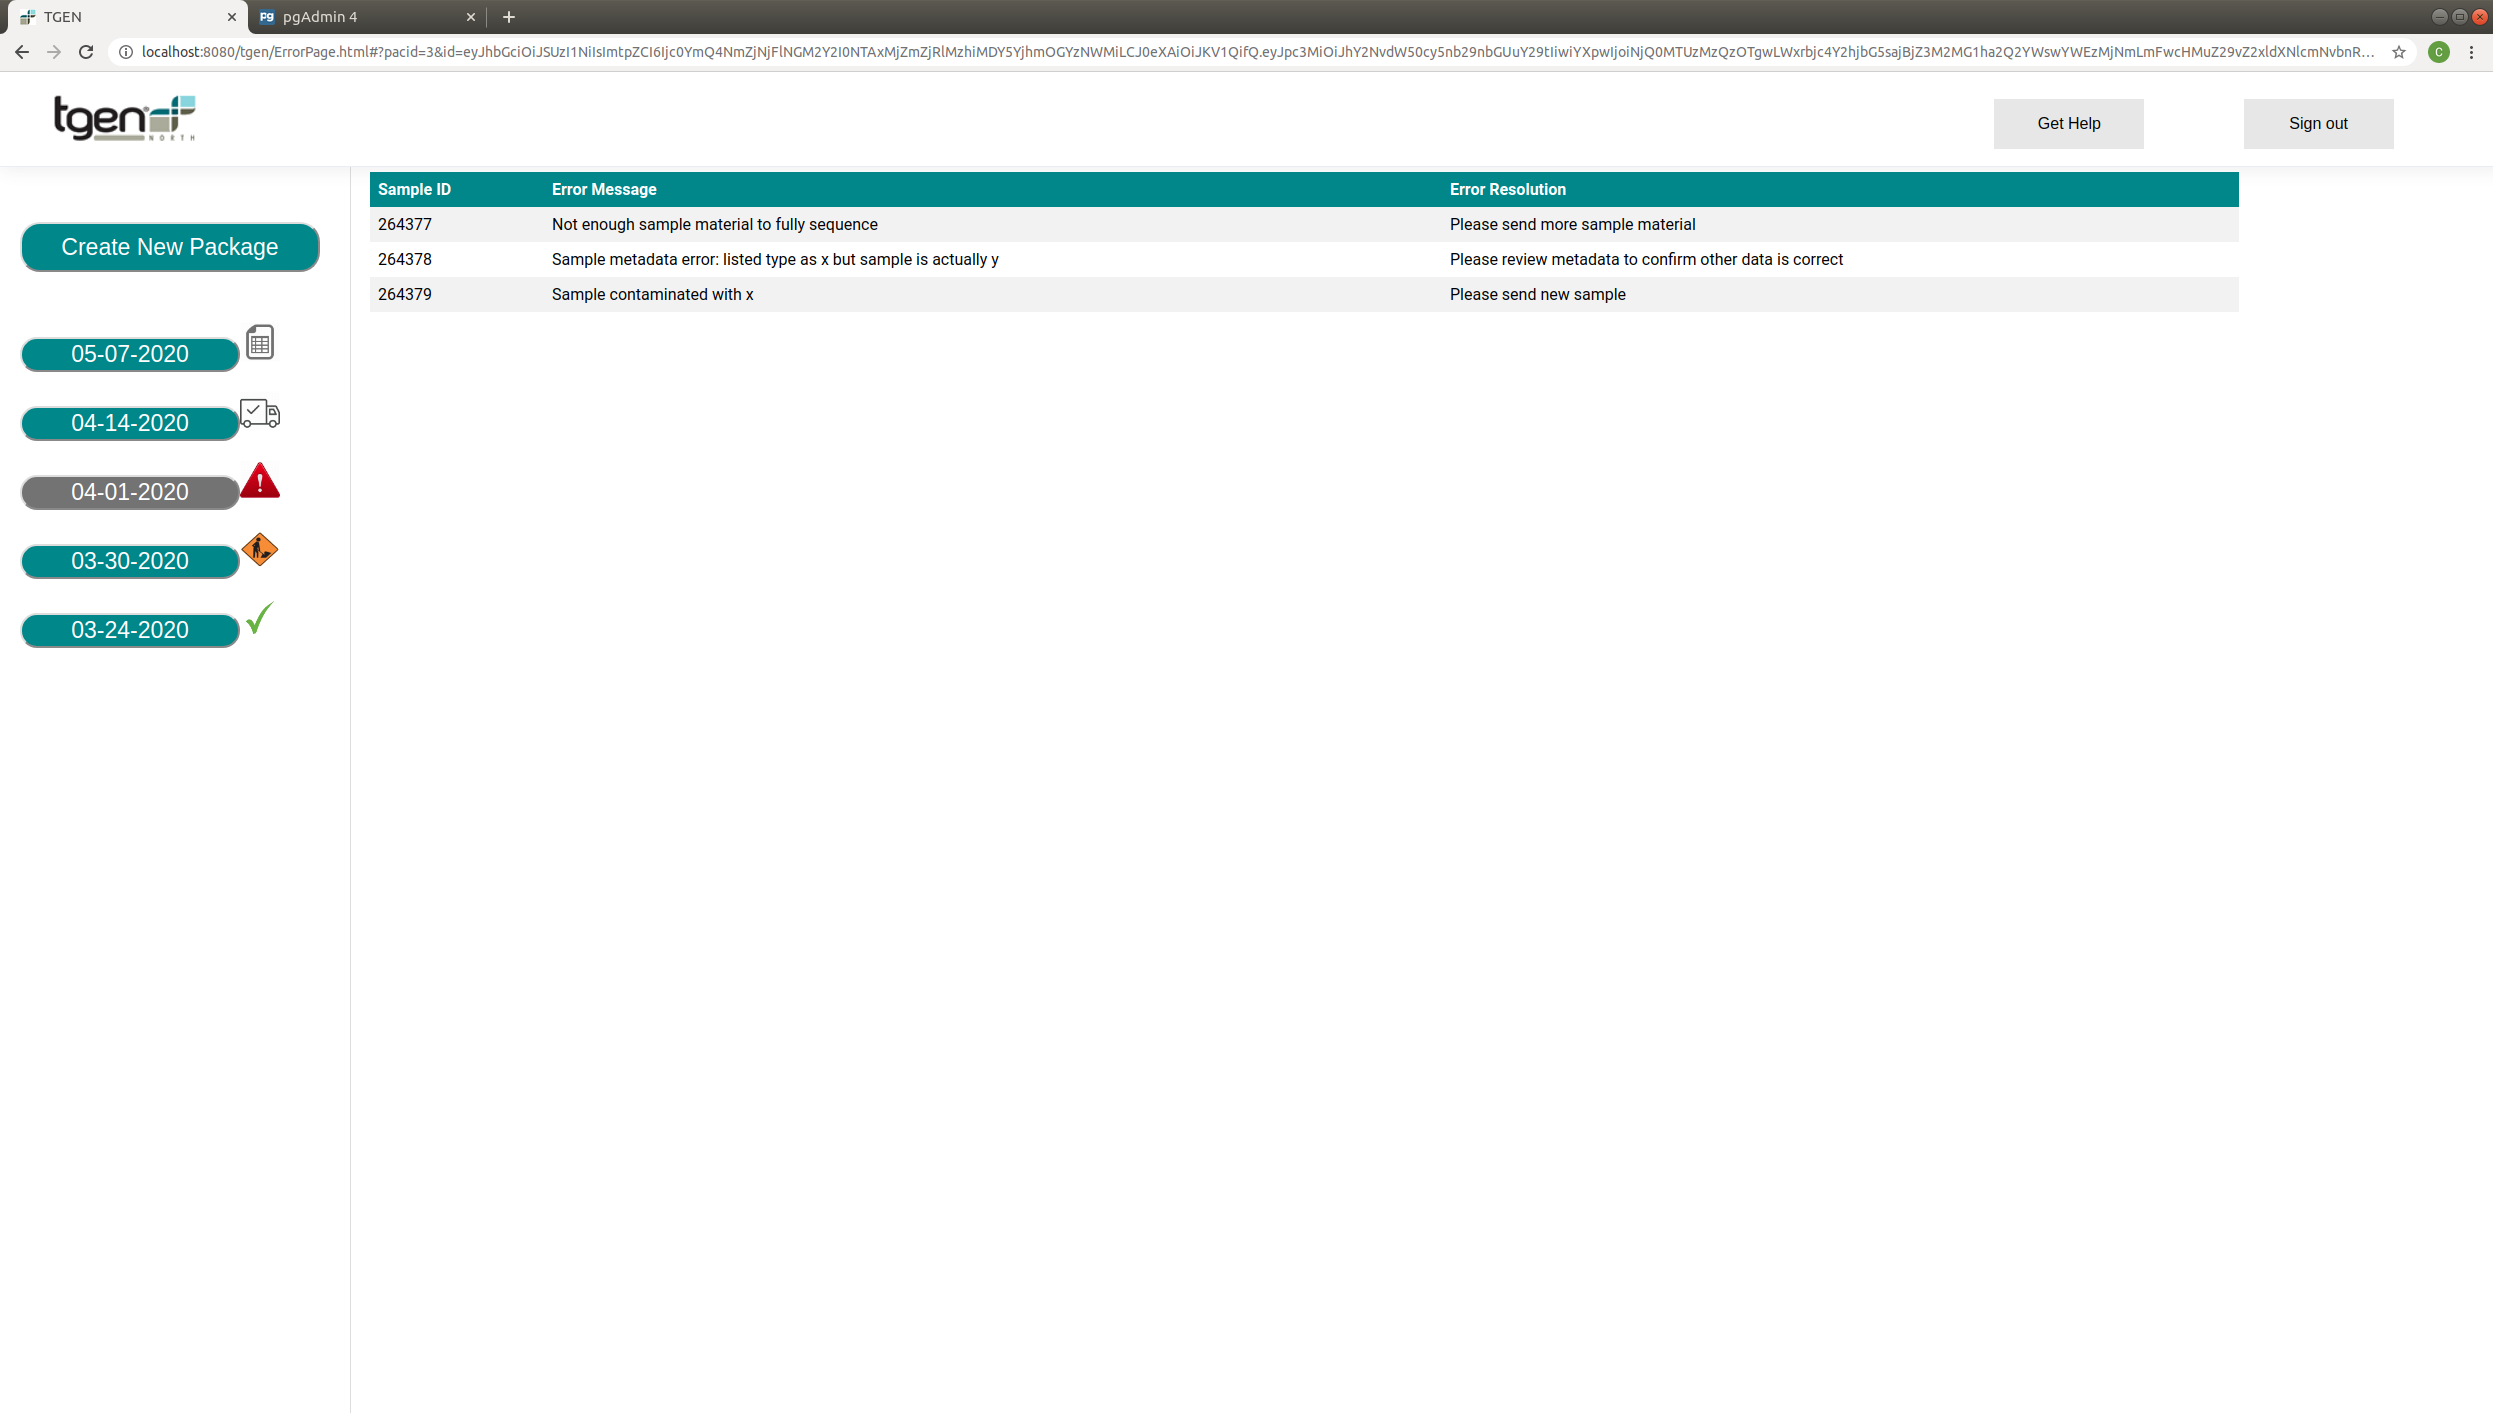 TGEN
pgAdmin 4
localhost:8080/tgen/ErrorPage.html#?pacid=3&id=
C
tgen
NORTH
Get Help
Sign out
Create New Package
05-07-2020
04-14-2020
04-01-2020
03-30-2020
03-24-2020
Sample ID Error Message Error Resolution
264377 Not enough sample material to fully sequence Please send more sample material
264378 Sample metadata error: listed type as x but sample is actually y Please review metadata to confirm other data is correct
264379 Sample contaminated with x Please send new sample